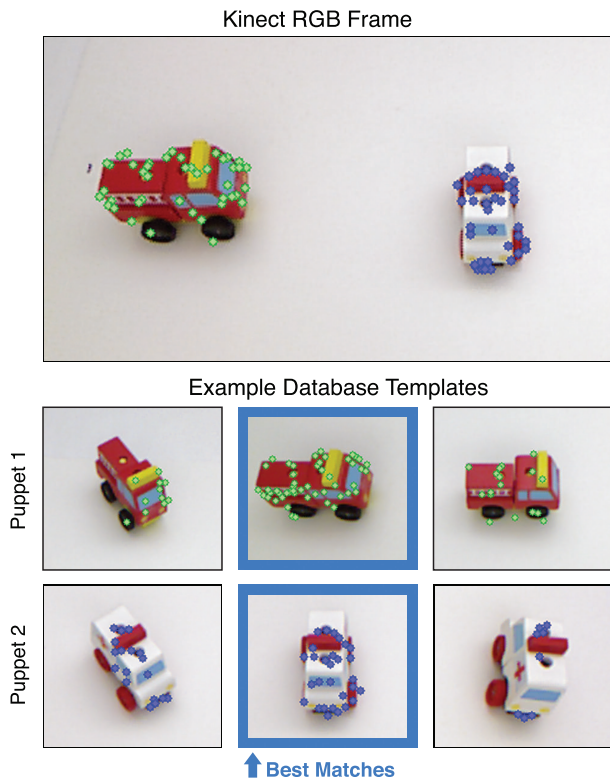 Kinect RGB Frame
Example Database Templates
Puppet 1
Puppet 2
Best Matches